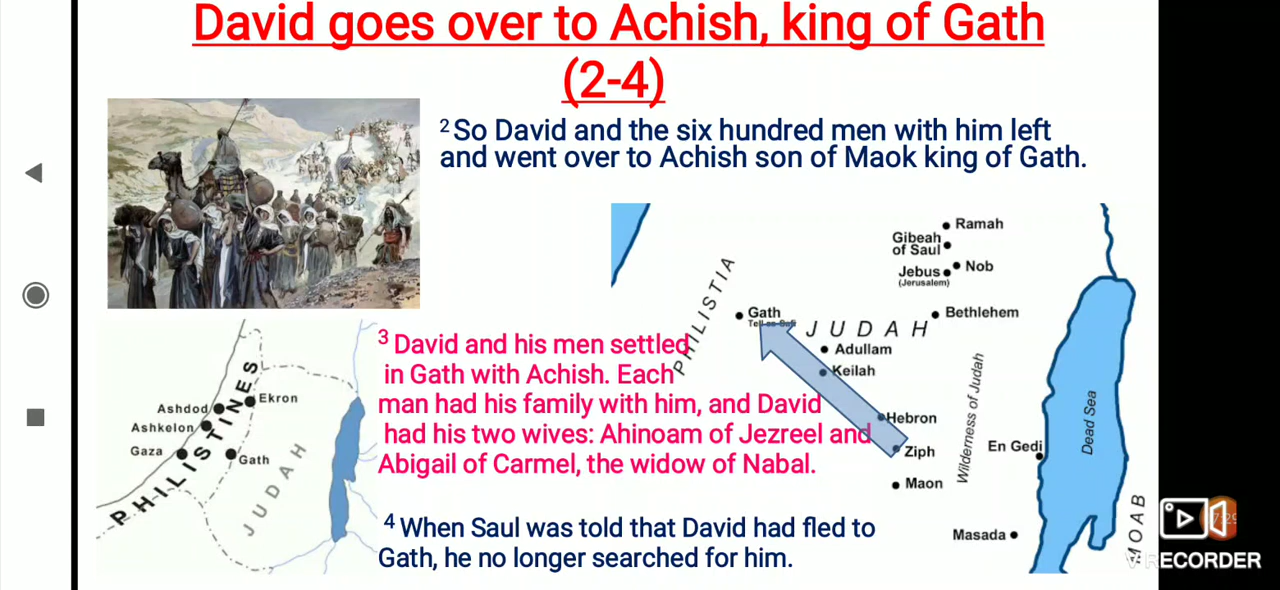 David goes over to Achish, king of Gath
(2-4)
2 So David and the six hundred men with him left
and went over to Achish son of Maok king of Gath.
Ramah
Gibeah
of Saul
Nob
Jebus
(Jerusalem)
PHILISTIA
Gath
Tell es-Safi
JUDAH
Bethlehem
Adullam
Keilah
Hebron
Ziph
Maon
Wilderness of Judah
En Gedi
Dead Sea
Masada
MOAB
3 David and his men settled
in Gath with Achish. Each
man had his family with him, and David
had his two wives: Ahinoam of Jezreel and
Abigail of Carmel, the widow of Nabal.
PHILISTINES
Ashdod
Ekron
Ashkelon
Gaza
Gath
JUDAH
4 When Saul was told that David had fled to
Gath, he no longer searched for him.
RECORDER